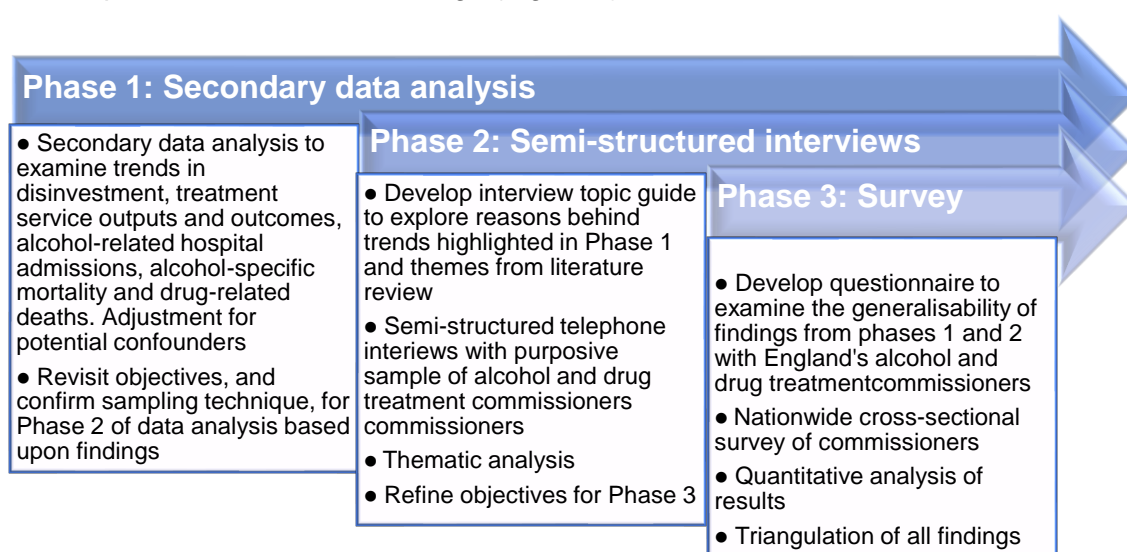 Phase 1: Secondary data analysis
● Secondary data analysis to
examine trends in
disinvestment, treatment
service outputs and outcomes,
alcohol-related hospital
admissions, alcohol-specific
mortality and drug-related
deaths. Adjustment for
potential confounders
● Revisit objectives, and
confirm sampling technique, for
Phase 2 of data analysis based
upon findings
Phase 2: Semi-structured interviews
● Develop interview topic guide
to explore reasons behind
trends highlighted in Phase 1
and themes from literature
review
● Semi-structured telephone
interiews with purposive
sample of alcohol and drug
treatment commissioners
commissioners
● Thematic analysis
● Refine objectives for Phase 3
Phase 3: Survey
● Develop questionnaire to
examine the generalisability of
findings from phases 1 and 2
with England's alcohol and
drug treatmentcommissioners
● Nationwide cross-sectional
survey of commissioners
● Quantitative analysis of
results
● Triangulation of all findings